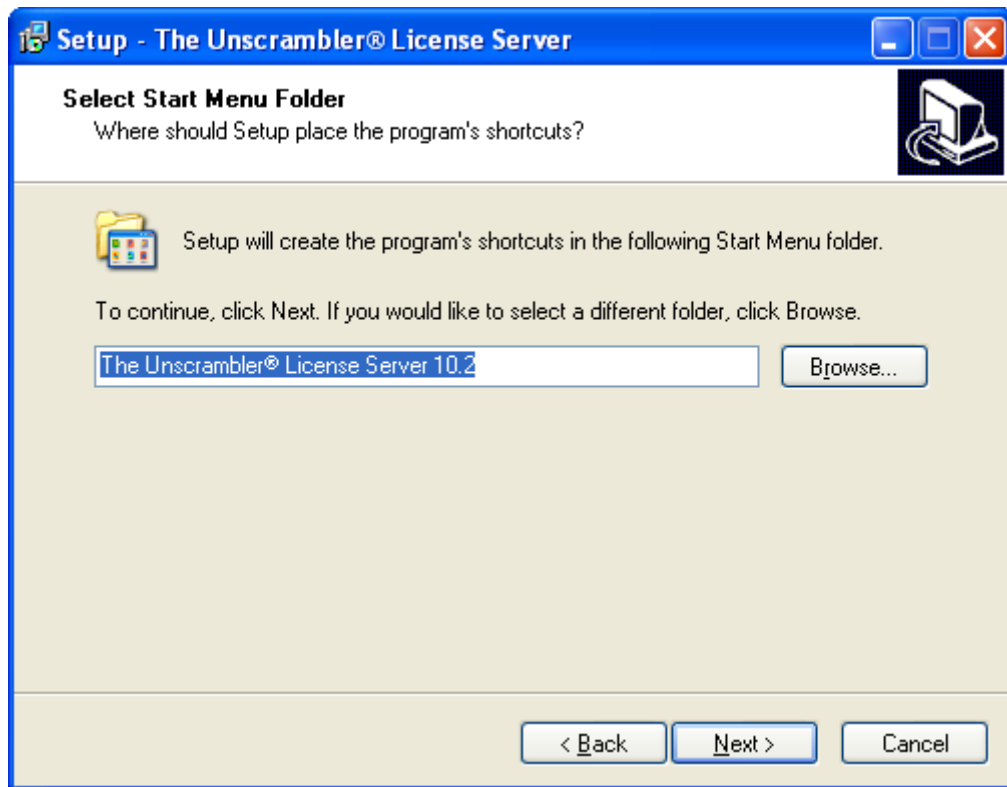 Setup - The Unscrambler® License Server
Select Start Menu Folder
Where should Setup place the program's shortcuts?
Setup will create the program's shortcuts in the following Start Menu folder.
To continue, click Next. If you would like to select a different folder, click Browse.
The Unscrambler® License Server 10.2
Browse...
< Back
Next >
Cancel